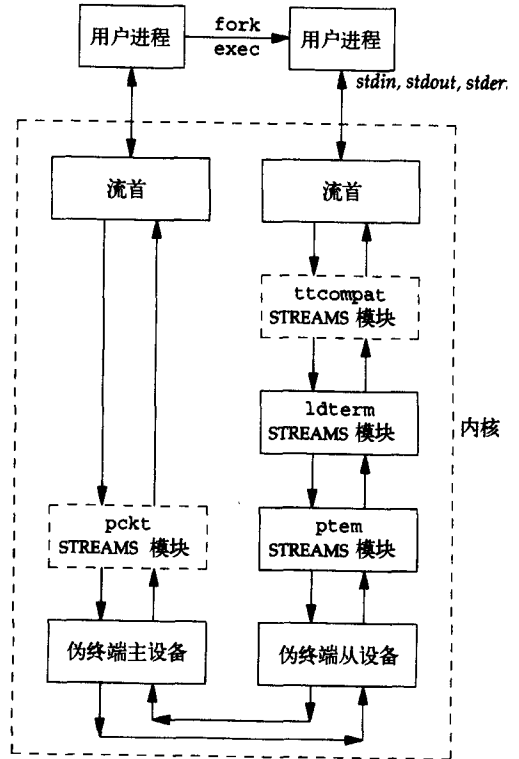 用户进程
fork
exec
用户进程
stdin, stdout, stder
流首
流首
ttcompat
STREAMS 模块
ldterm
STREAMS 模块
内核
pckt
STREAMS 模块
ptem
STREAMS 模块
伪终端主设备
伪终端从设备